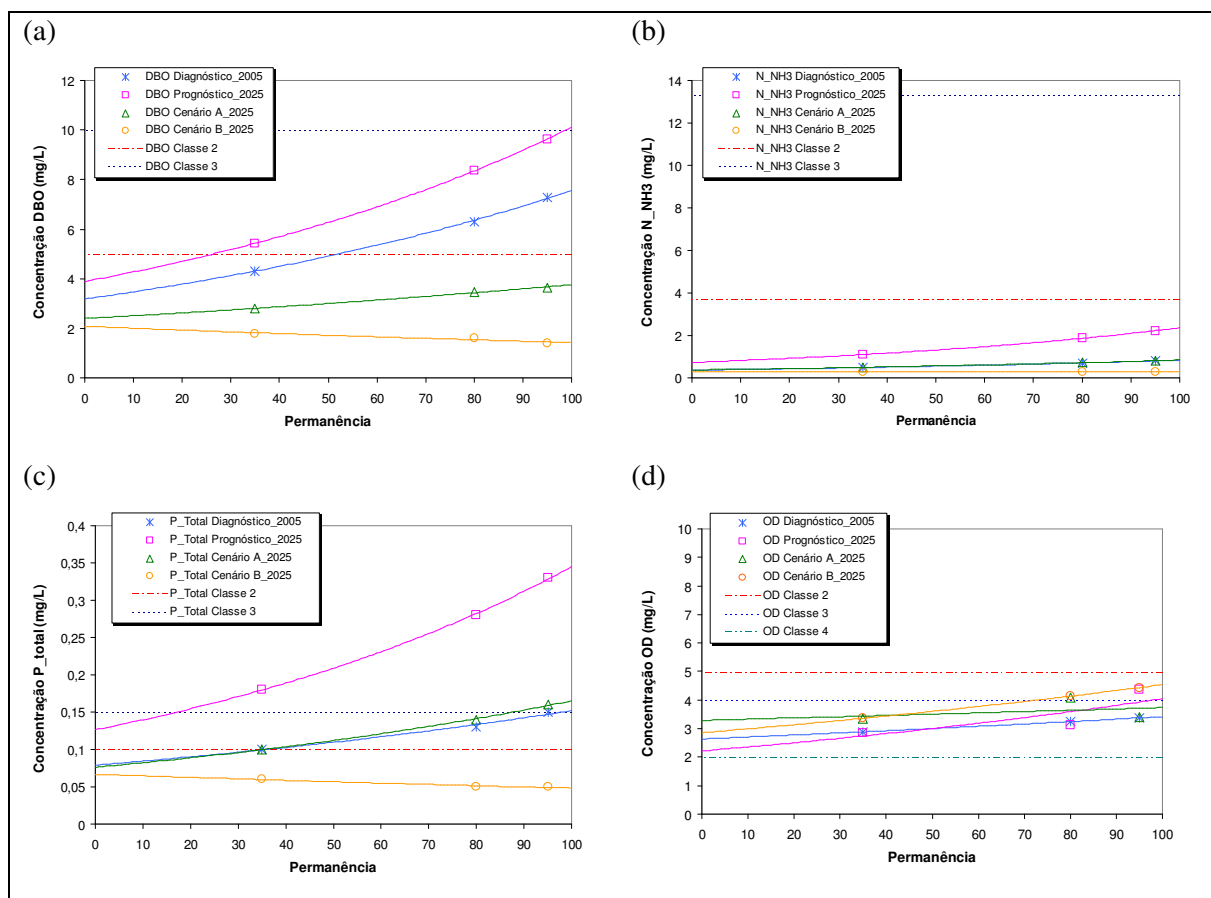 (a)
DBO Diagnóstico_2005
DBO Prognóstico_2025
DBO Cenário A_2025
DBO Cenário B_2025
DBO Classe 2
DBO Classe 3
Concentração DBO (mg/L)
12
10
8
6
4
2
0
0 10 20 30 40 50 60 70 80 90 100
Permanência
(b)
N_NH3 Diagnóstico_2005
N_NH3 Prognóstico_2025
N_NH3 Cenário A_2025
N_NH3 Cenário B_2025
N_NH3 Classe 2
N_NH3 Classe 3
Concentração N_NH3 (mg/L)
14
12
10
8
6
4
2
0
0 10 20 30 40 50 60 70 80 90 100
Permanência
(c)
P_Total Diagnóstico_2005
P_Total Prognóstico_2025
P_Total Cenário A_2025
P_Total Cenário B_2025
P_Total Classe 2
P_Total Classe 3
Concentração P_total (mg/L)
0,4
0,35
0,3
0,25
0,2
0,15
0,1
0,05
0
0 10 20 30 40 50 60 70 80 90 100
Permanência
(d)
OD Diagnóstico_2005
OD Prognóstico_2025
OD Cenário A_2025
OD Cenário B_2025
OD Classe 2
OD Classe 3
OD Classe 4
Concentração OD (mg/L)
10
9
8
7
6
5
4
3
2
1
0
0 10 20 30 40 50 60 70 80 90 100
Permanência